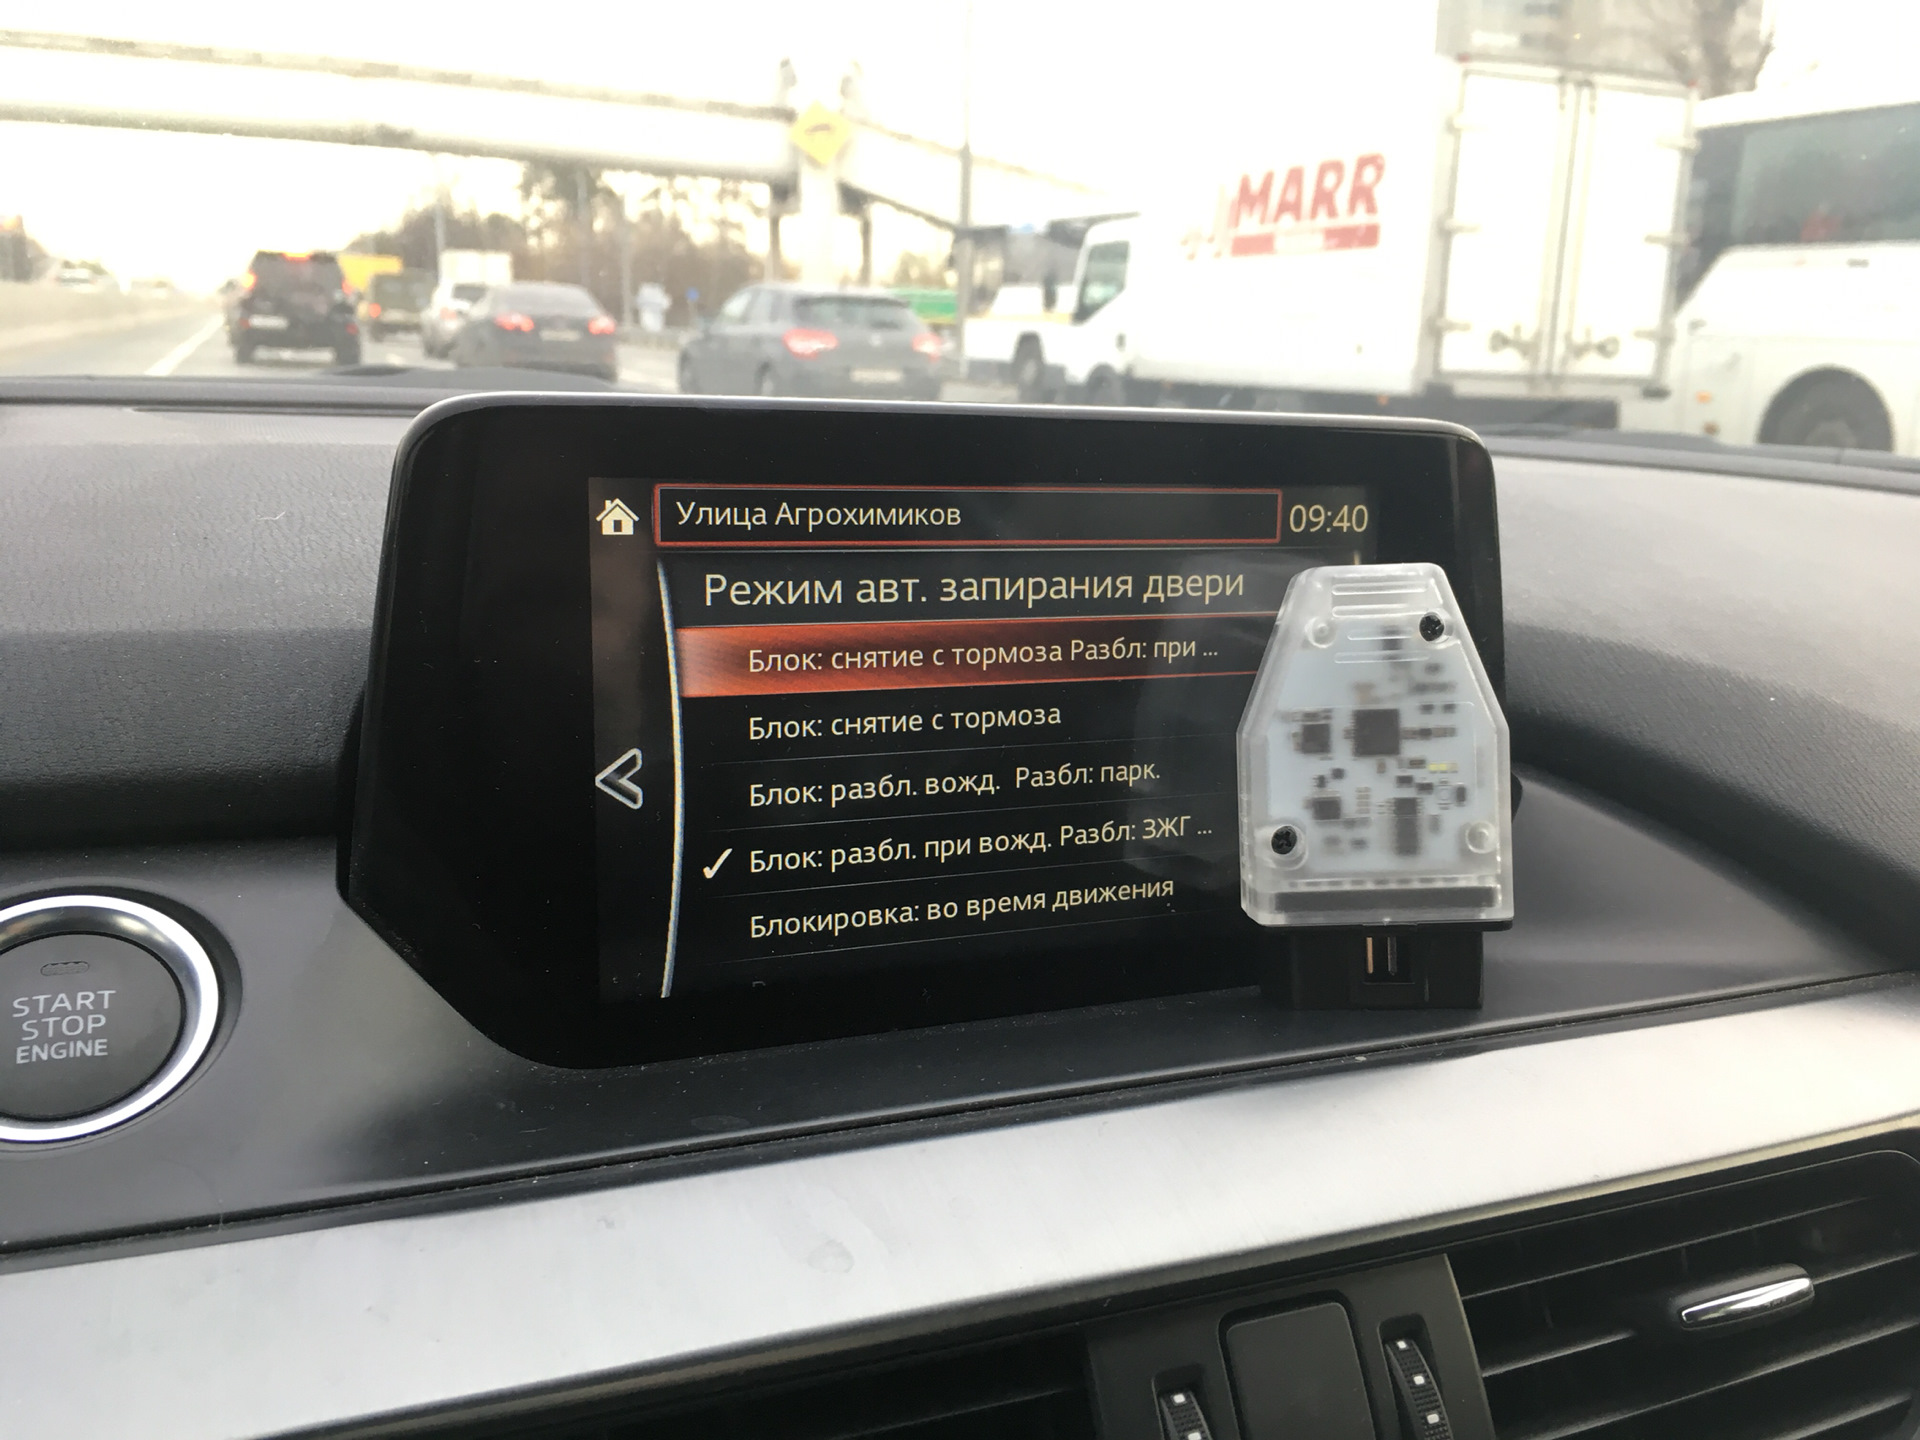 MARR
Улица Агрохимиков
09:40
Режим авт. запирания двери
Блок: снятие с тормоза Разбл: при ...
Блок: снятие с тормоза
Блок: разбл. вожд. Разбл: парк.
✓ Блок: разбл. при вожд. Разбл: ЗЖГ ...
Блокировка: во время движения
START
STOP
ENGINE